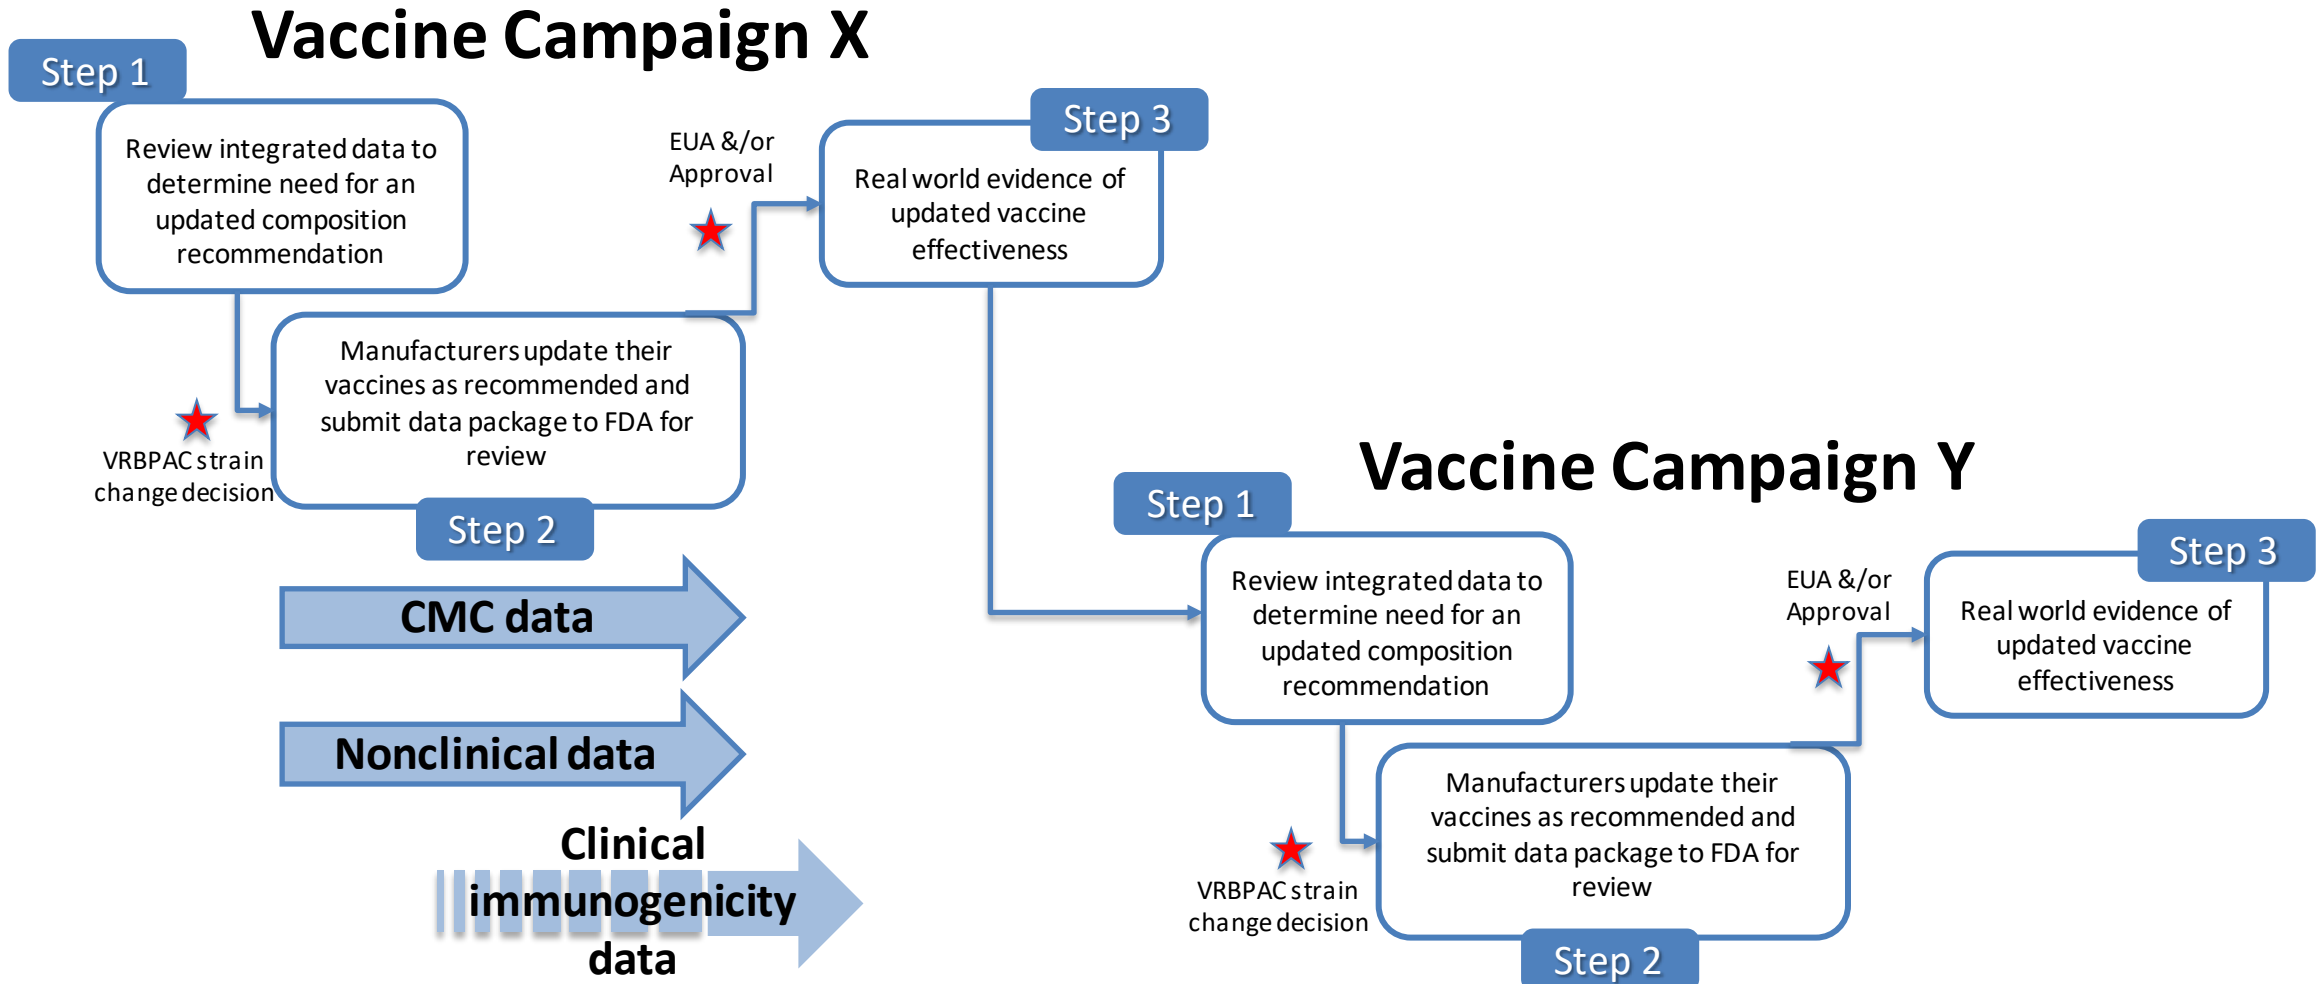 Vaccine Campaign X
Step 1
Review integrated data to
determine need for an
updated composition
recommendation
VRBPAC strain
change decision
Manufacturers update their
vaccines as recommended and
submit data package to FDA for
review
Step 2
EUA &/or
Approval
Step 3
Real world evidence of
updated vaccine
effectiveness
CMC data
Nonclinical data
Clinical
immunogenicity
data
Vaccine Campaign Y
Step 1
Review integrated data to
determine need for an
updated composition
recommendation
VRBPAC strain
change decision
Manufacturers update their
vaccines as recommended and
submit data package to FDA for
review
Step 2
EUA &/or
Approval
Step 3
Real world evidence of
updated vaccine
effectiveness